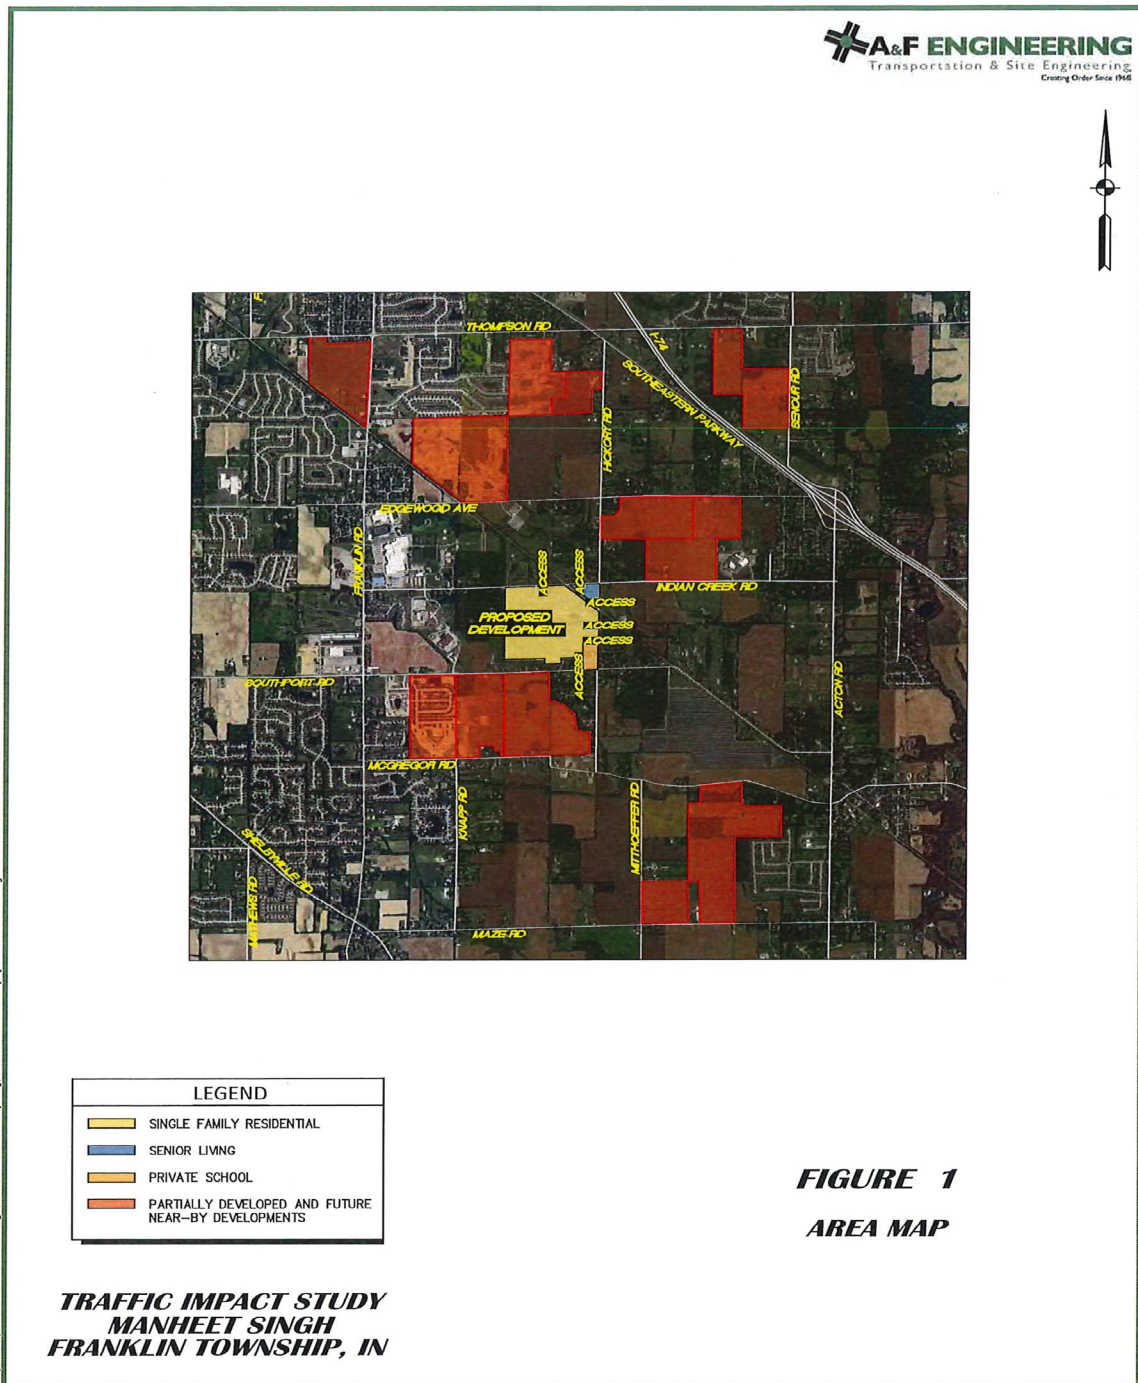 A&F ENGINEERING
Transportation & Site Engineering
Creating Order Since 1966
THOMPSON RD
I-74
SOUTHEASTERN PARKWAY
SENOUR RD
HICKORY RD
EDGEWOOD AVE
FRANKLIN RD
ACCESS
ACCESS
INDIAN CREEK RD
ACCESS
PROPOSED
DEVELOPMENT
ACCESS
ACCESS
ACCESS
SOUTHPORT RD
ACTON RD
MCGREGOR RD
KNAPP RD
MITTHOEFFER RD
SHELBYVILLE RD
MATHEWS RD
MAZE RD
LEGEND
SINGLE FAMILY RESIDENTIAL
SENIOR LIVING
PRIVATE SCHOOL
PARTIALLY DEVELOPED AND FUTURE
NEAR-BY DEVELOPMENTS
FIGURE 1
AREA MAP
TRAFFIC IMPACT STUDY
MANHEET SINGH
FRANKLIN TOWNSHIP, IN